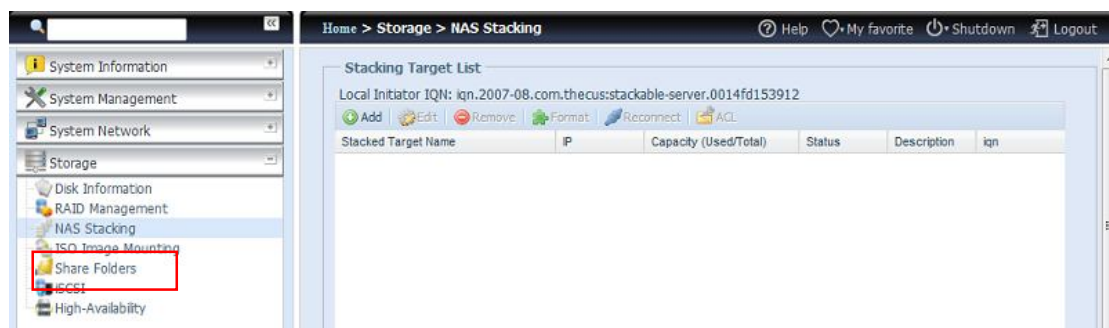 Home > Storage > NAS Stacking
Help My favorite Shutdown Logout
System Information
System Management
System Network
Storage
Disk Information
RAID Management
NAS Stacking
ISO Image Mounting
Share Folders
iSCSI
High-Availability
Stacking Target List
Local Initiator IQN: iqn.2007-08.com.thecus:stackable-server.0014fd153912
Add Edit Remove Format Reconnect ACL
Stacked Target Name IP Capacity (Used/Total) Status Description iqn